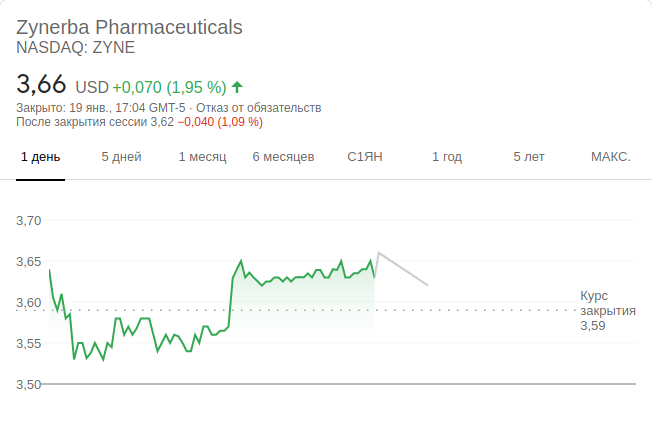 Zynerba Pharmaceuticals
NASDAQ: ZYNE
3,66 USD +0,070 (1,95 %)
Закрыто: 19 янв., 17:04 GMT-5 · Отказ от обязательств
После закрытия сессии 3,62 −0,040 (1,09 %)
1 день 5 дней 1 месяц 6 месяцев С1ЯН 1 год 5 лет МАКС.
3,70
3,65
3,60
3,55
3,50
Курс
закрытия
3,59